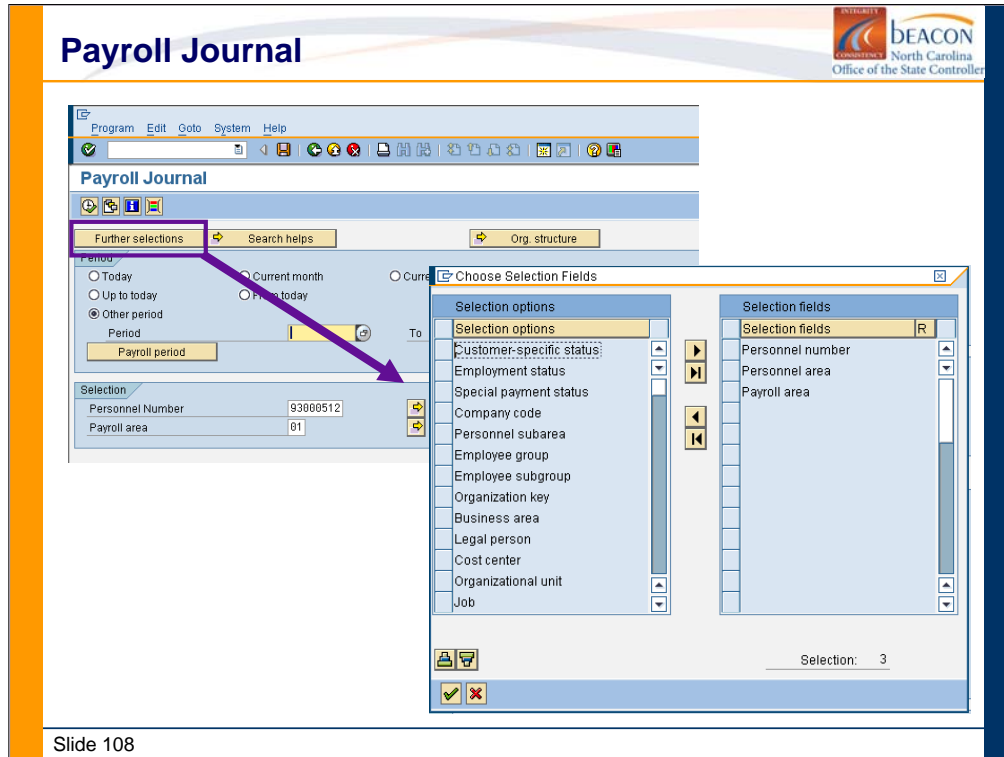 Payroll Journal
INTEGRITY
CONSISTENCY
BEACON
North Carolina
Office of the State Controller
Program Edit Goto System Help
Payroll Journal
Further selections
Search helps
Org. structure
Period
Today
Current month
Up to today
Other period
Period
To
Payroll period
Selection
Personnel Number 93000512
Payroll area 01
Choose Selection Fields
Selection options
Selection options
Customer-specific status
Employment status
Special payment status
Company code
Personnel subarea
Employee group
Employee subgroup
Organization key
Business area
Legal person
Cost center
Organizational unit
Job
Selection fields
Selection fields R
Personnel number
Personnel area
Payroll area
Selection: 3
Slide 108